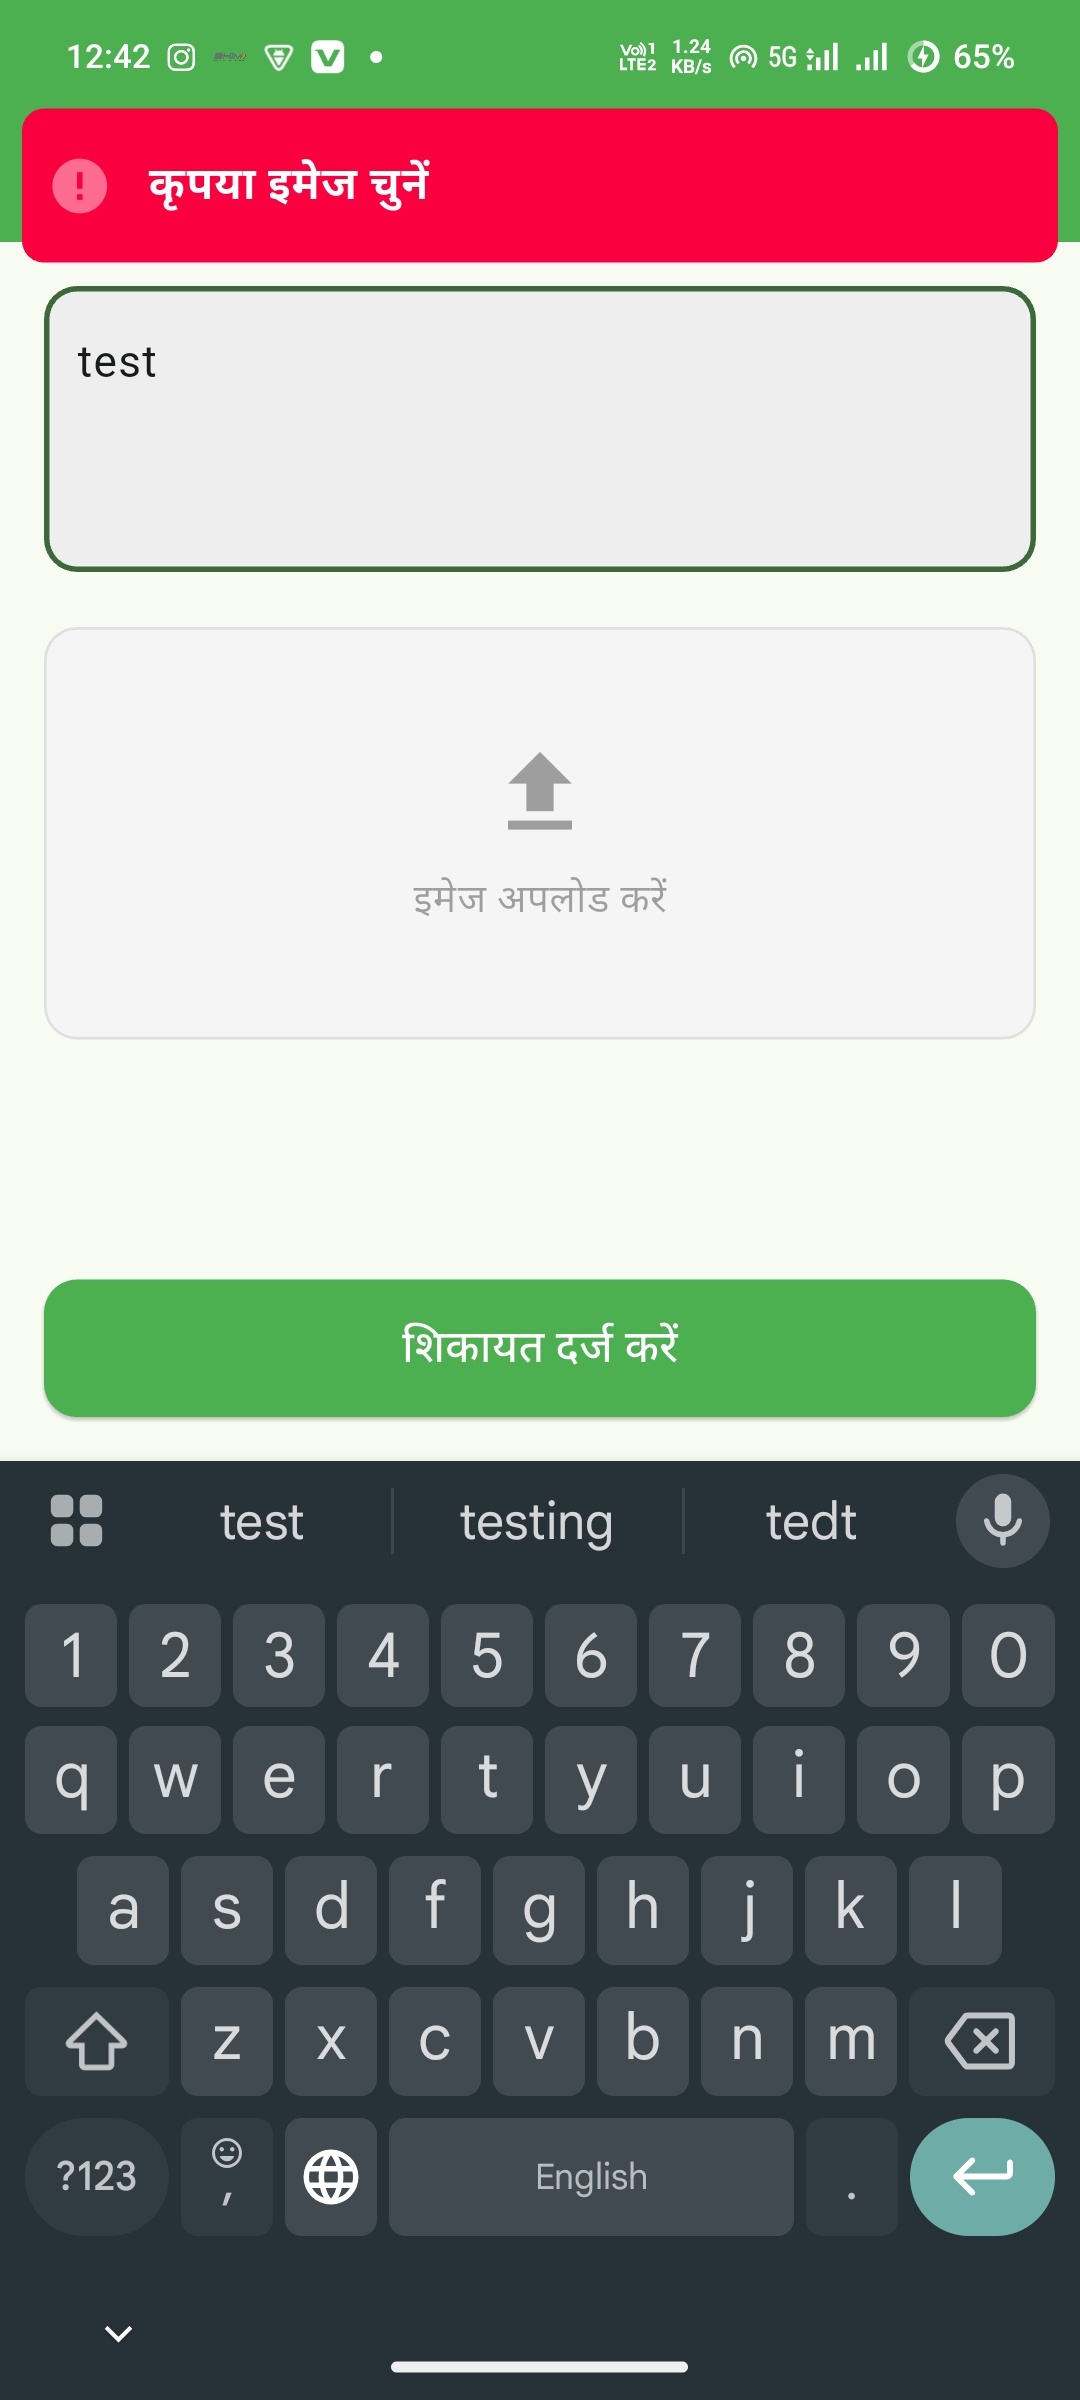 12:42 Vo)) 1 LTE2 1.24 KB/s 5G 65%
कृपया इमेज चुनें
test
इमेज अपलोड करें
शिकायत दर्ज करें
test testing tedt
1 2 3 4 5 6 7 8 9 0
q w e r t y u i o p
a s d f g h j k l
z x c v b n m
?123 , English .